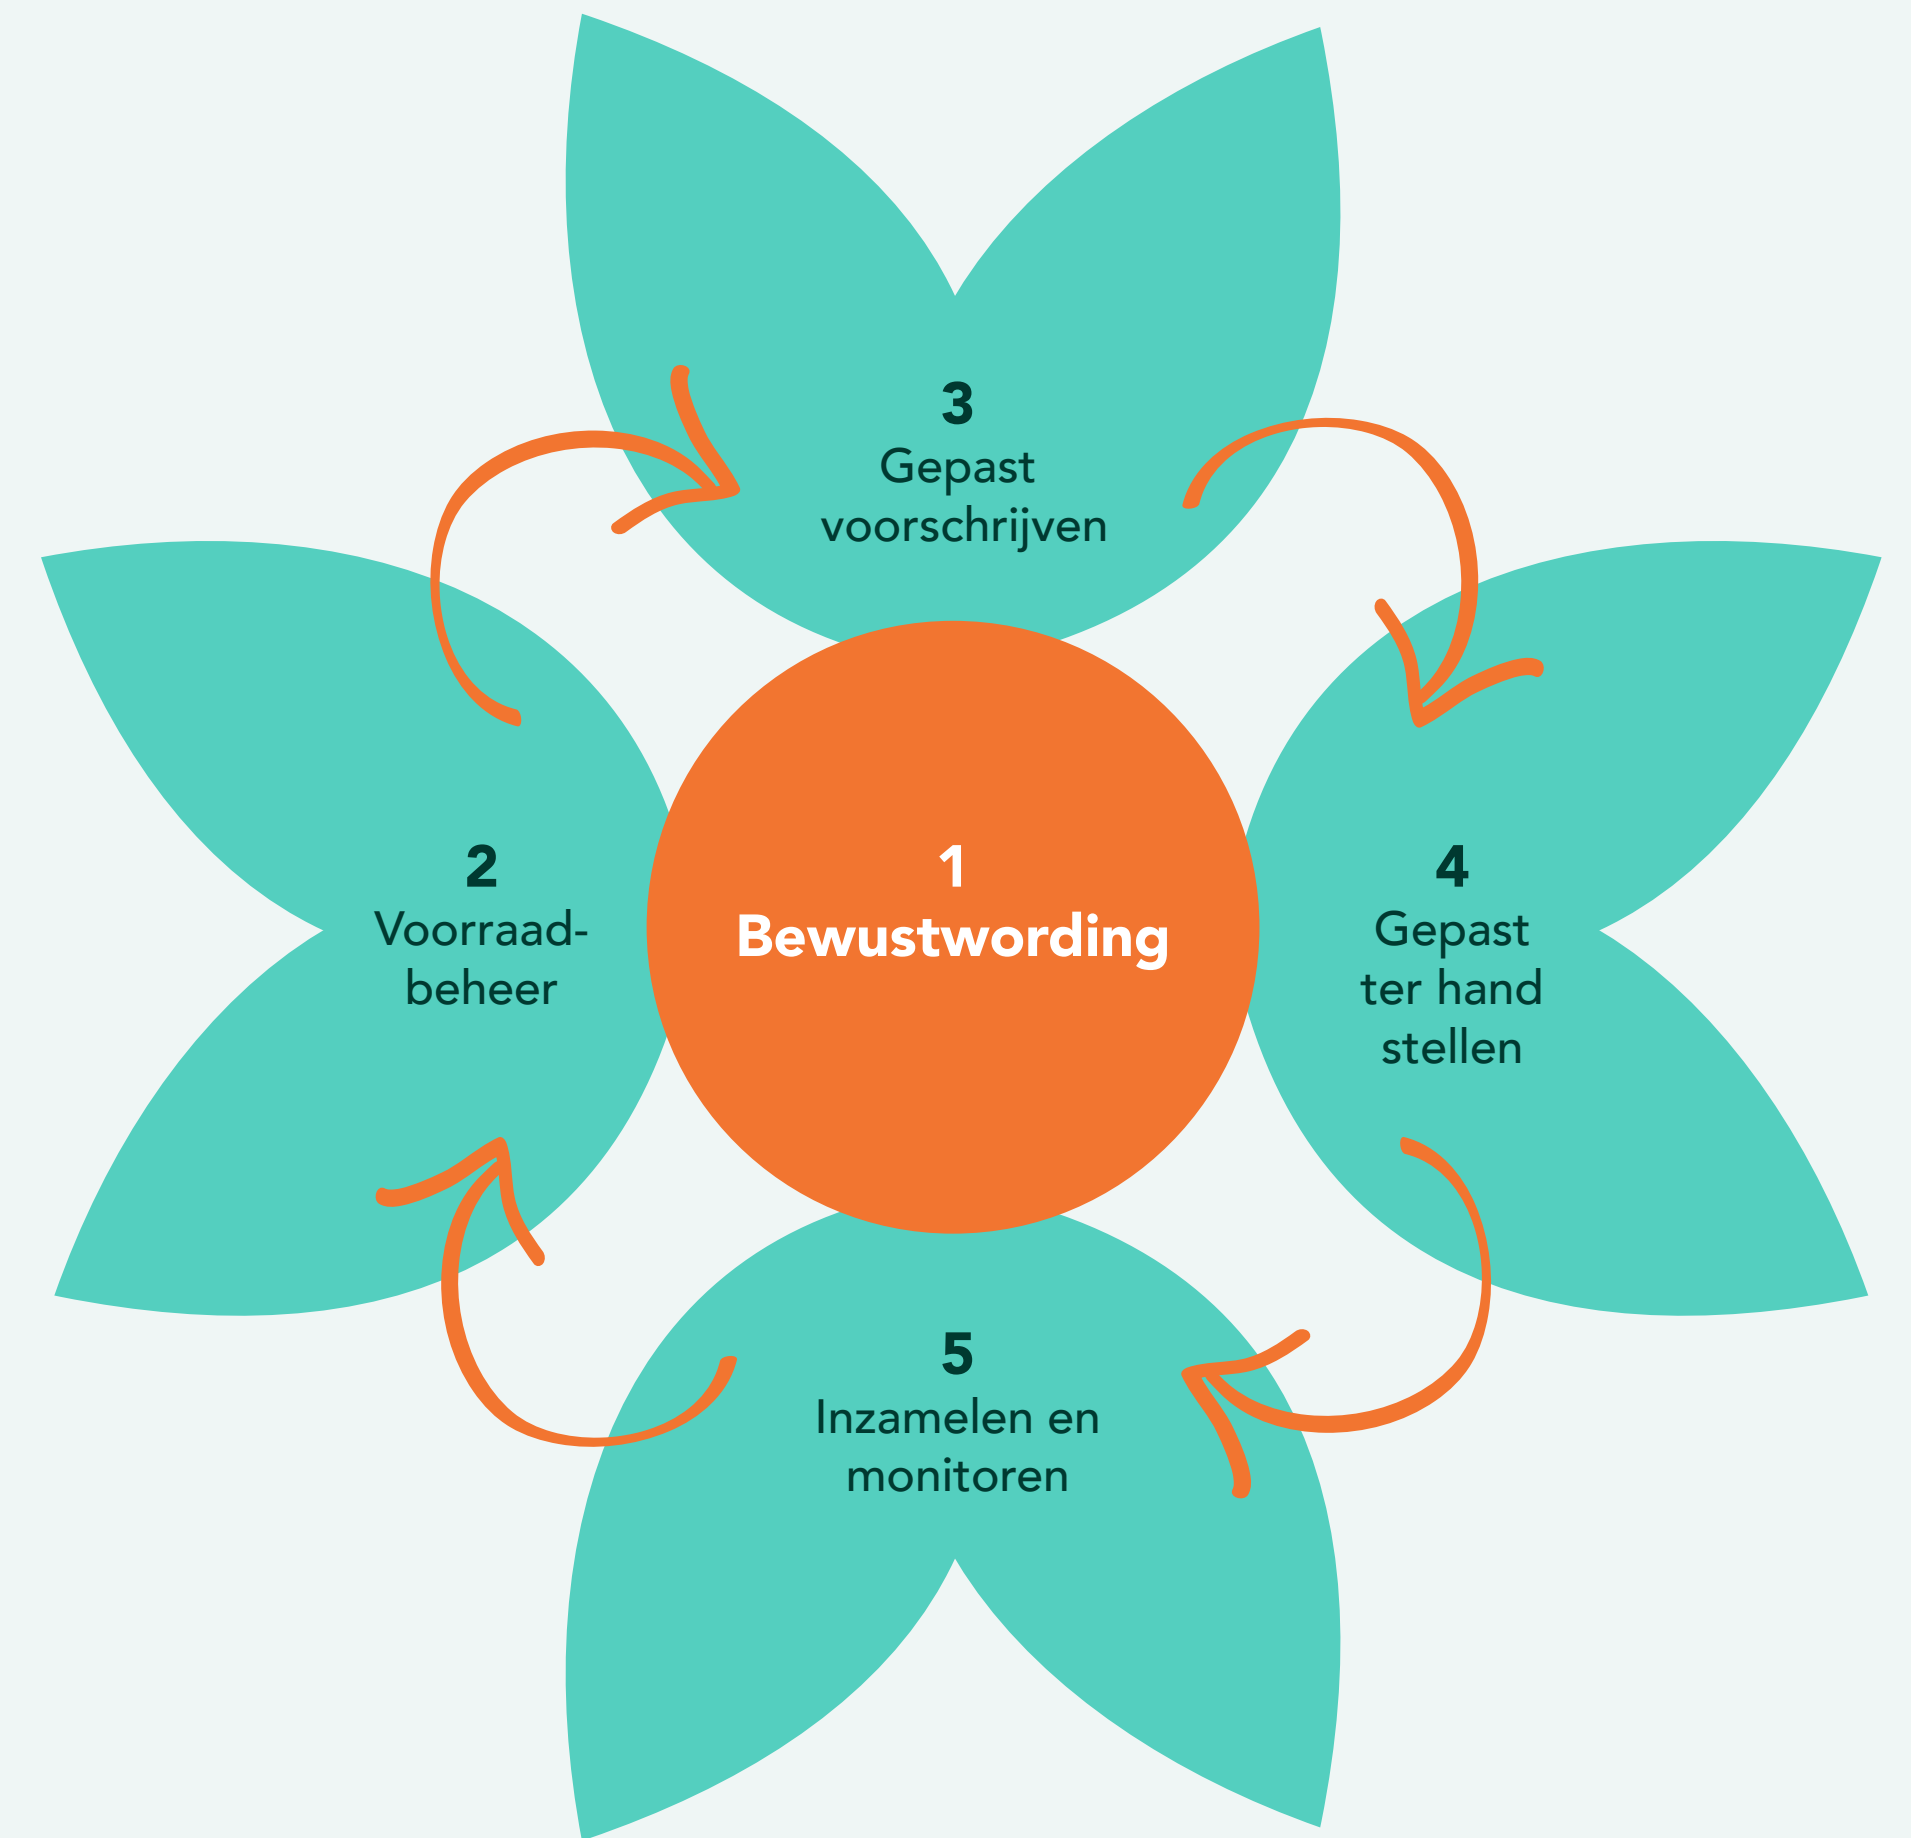 3
Gepast
voorschrijven
2
Voorraad-
beheer
1
Bewustwording
4
Gepast
ter hand
stellen
5
Inzamelen en
monitoren